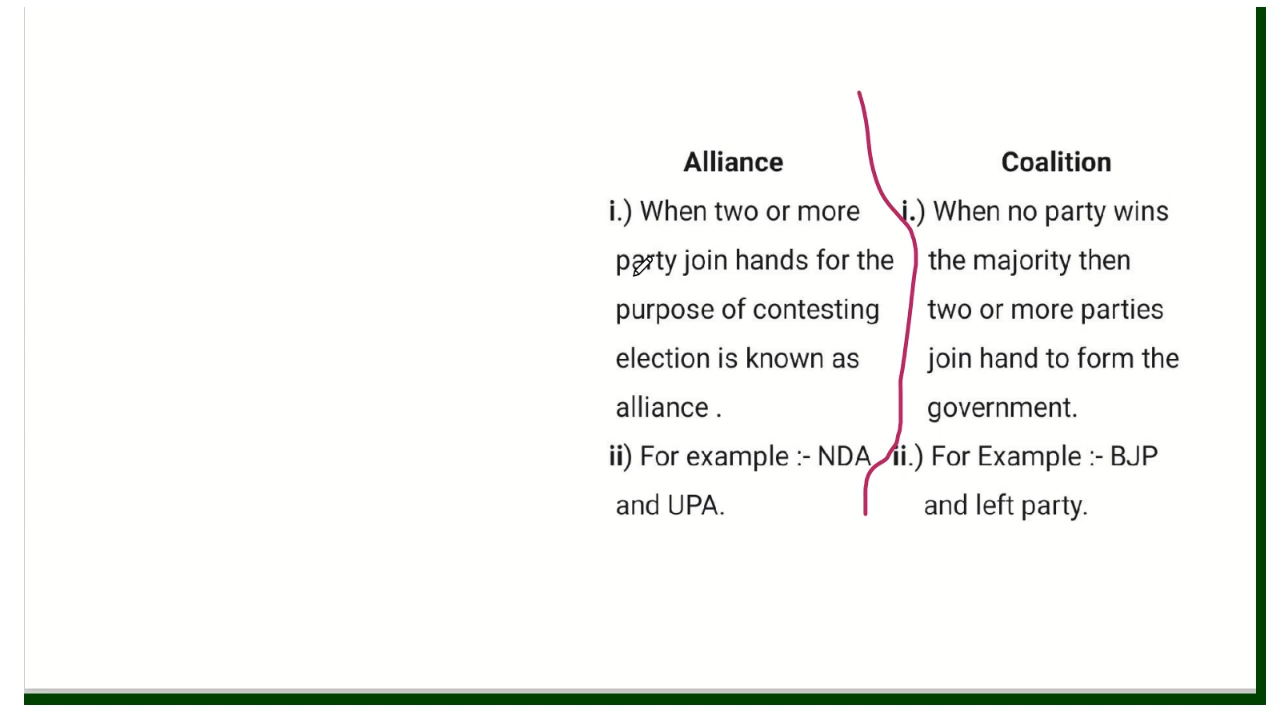 Alliance
i.) When two or more
party join hands for the
purpose of contesting
election is known as
alliance .
ii) For example :- NDA
and UPA.
Coalition
i.) When no party wins
the majority then
two or more parties
join hand to form the
government.
ii.) For Example :- BJP
and left party.